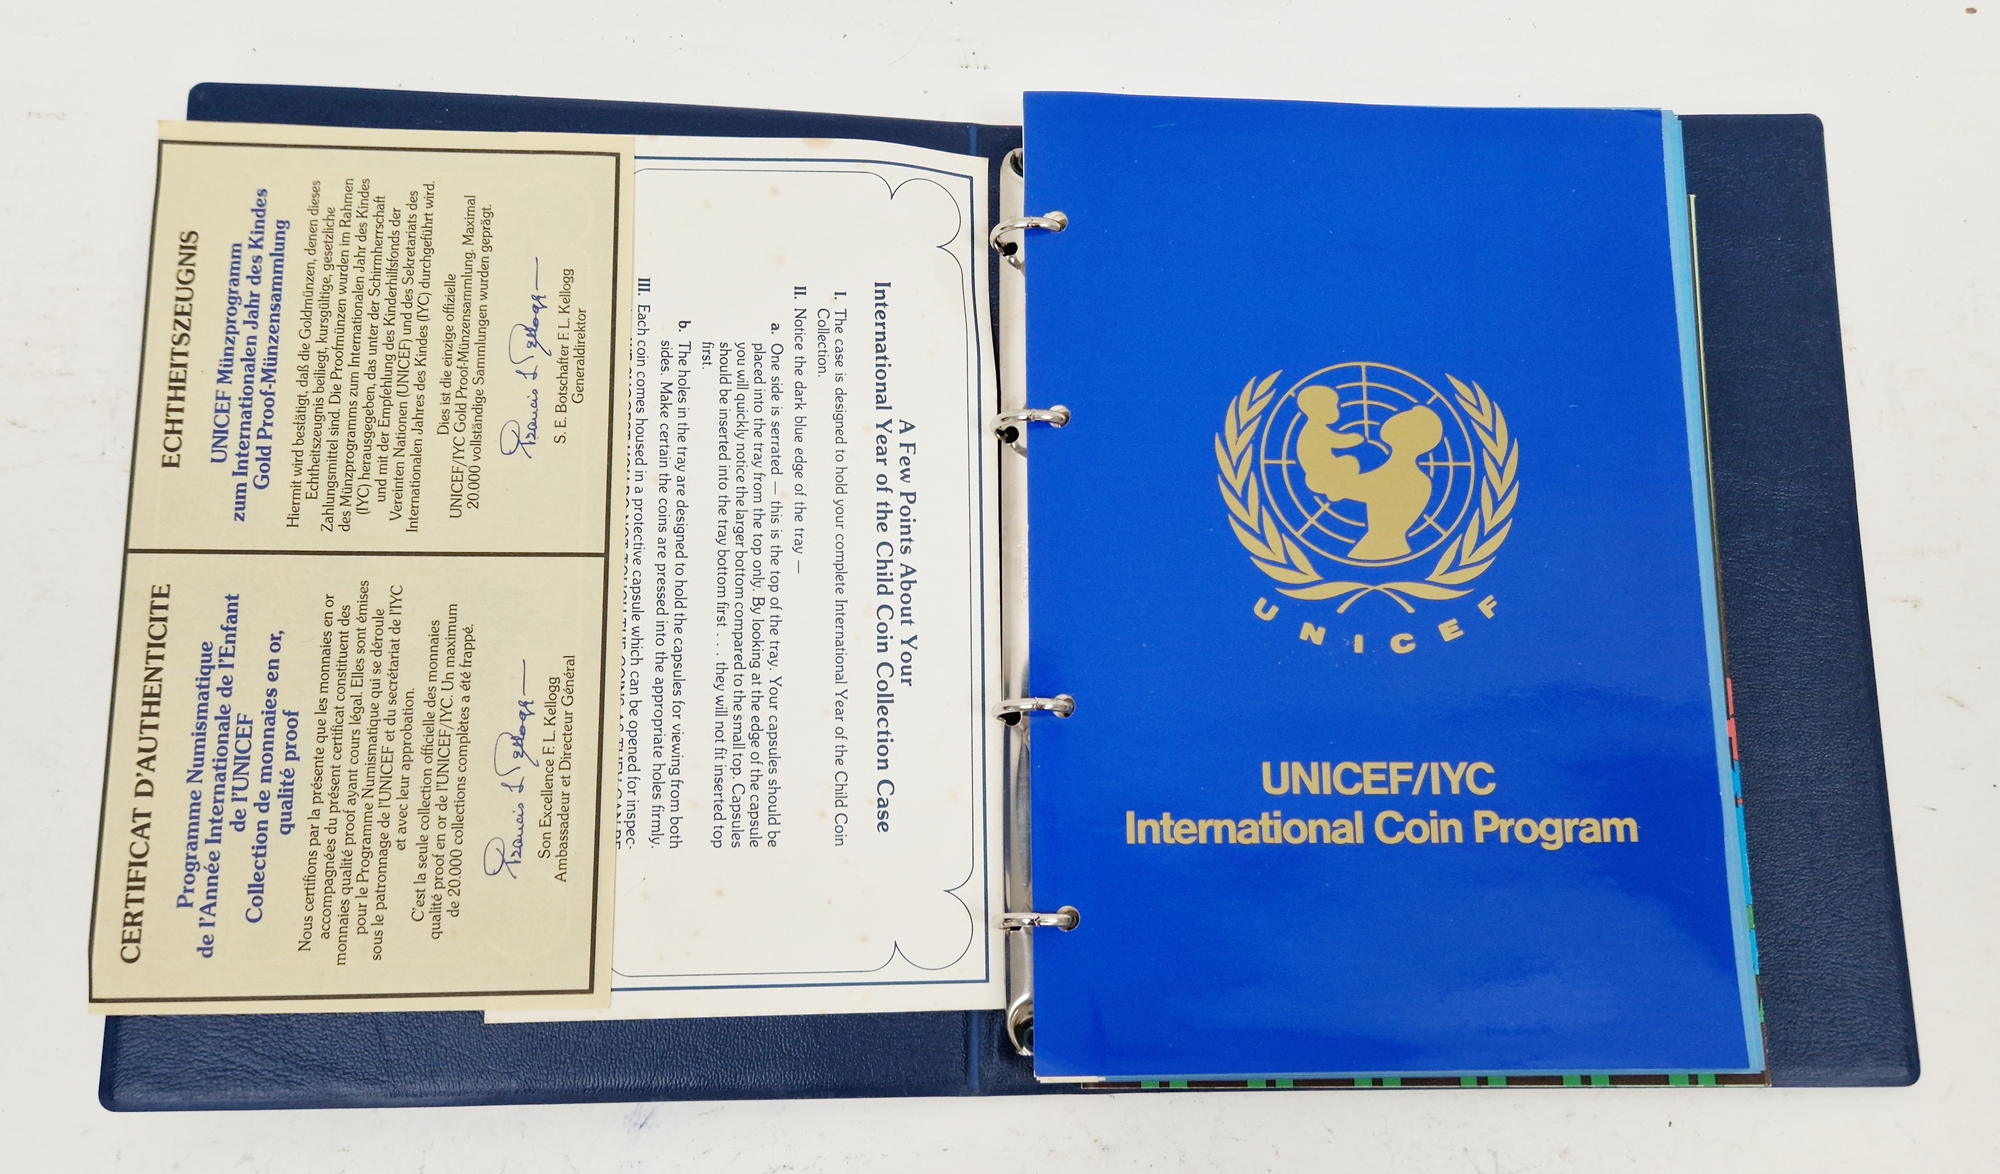 ECHTHEITSZEUGNIS
UNICEF Münzprogramm
zum Internationalen Jahr des Kindes
Gold Proof-Münzensammlung
Hiermit wird bestätigt, daß die Goldmünzen, denen dieses
Echtheitszeugnis beiliegt, kursgültige, gesetzliche
Zahlungsmittel sind. Die Proofmünzen wurden im Rahmen
des Münzprogramms zum Internationalen Jahr des Kindes
(IYC) herausgegeben, das unter der Schirmherrschaft
und mit der Empfehlung des Kinderhilfsfonds der
Vereinten Nationen (UNICEF) und des Sekretariats des
Internationalen Jahres des Kindes (IYC) durchgeführt wird.
Dies ist die einzige offizielle
UNICEF/IYC Gold Proof-Münzensammlung. Maximal
20.000 vollständige Sammlungen wurden geprägt.
S. E. Botschafter F. L. Kellogg
Generaldirektor
CERTIFICAT D'AUTHENTICITE
Programme Numismatique
de l'Année Internationale de l'Enfant
de l'UNICEF
Collection de monnaies en or,
qualité proof
Nous certifions par la présente que les monnaies en or
accompagnées du présent certificat constituent des
monnaies qualité proof ayant cours légal. Elles sont émises
pour le Programme Numismatique qui se déroule
sous le patronnage de l'UNICEF et du secrétariat de l'IYC
et avec leur approbation.
C'est la seule collection officielle des monnaies
qualité proof en or de l'UNICEF/IYC. Un maximum
de 20.000 collections complètes a été frappé.
Son Excellence F. L. Kellogg
Ambassadeur et Directeur Général
A Few Points About Your
International Year of the Child Coin Collection Case
I. The case is designed to hold your complete International Year of the Child Coin
Collection.
II. Notice the dark blue edge of the tray —
a. One side is serrated — this is the top of the tray. Your capsules should be
placed into the tray from the top only. By looking at the edge of the capsule
you will quickly notice the larger bottom compared to the small top. Capsules
should be inserted into the tray bottom first . . . they will not fit inserted top
first.
b. The holes in the tray are designed to hold the capsules for viewing from both
sides. Make certain the coins are pressed into the appropriate holes firmly.
III. Each coin comes housed in a protective capsule which can be opened for inspec-
UNICEF
UNICEF/IYC
International Coin Program